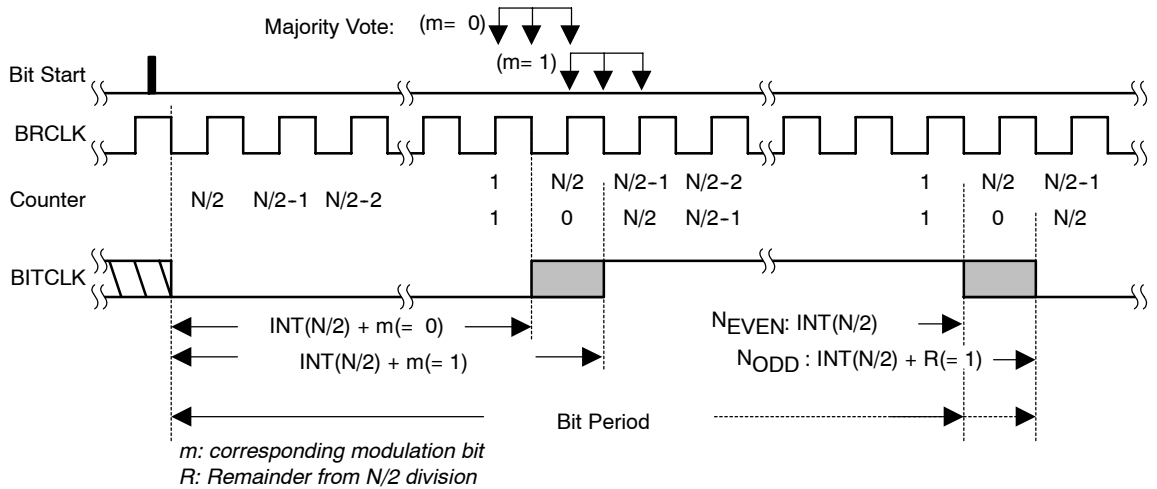 Majority Vote: (m= 0)
(m= 1)
Bit Start
BRCLK
Counter
N/2 N/2-1 N/2-2 1 N/2 N/2-1 N/2-2 1 N/2 N/2-1
1 0 N/2 N/2-1 1 0 N/2
BITCLK
INT(N/2) + m(= 0)
NEVEN: INT(N/2)
INT(N/2) + m(= 1)
NODD : INT(N/2) + R(= 1)
Bit Period
m: corresponding modulation bit
R: Remainder from N/2 division